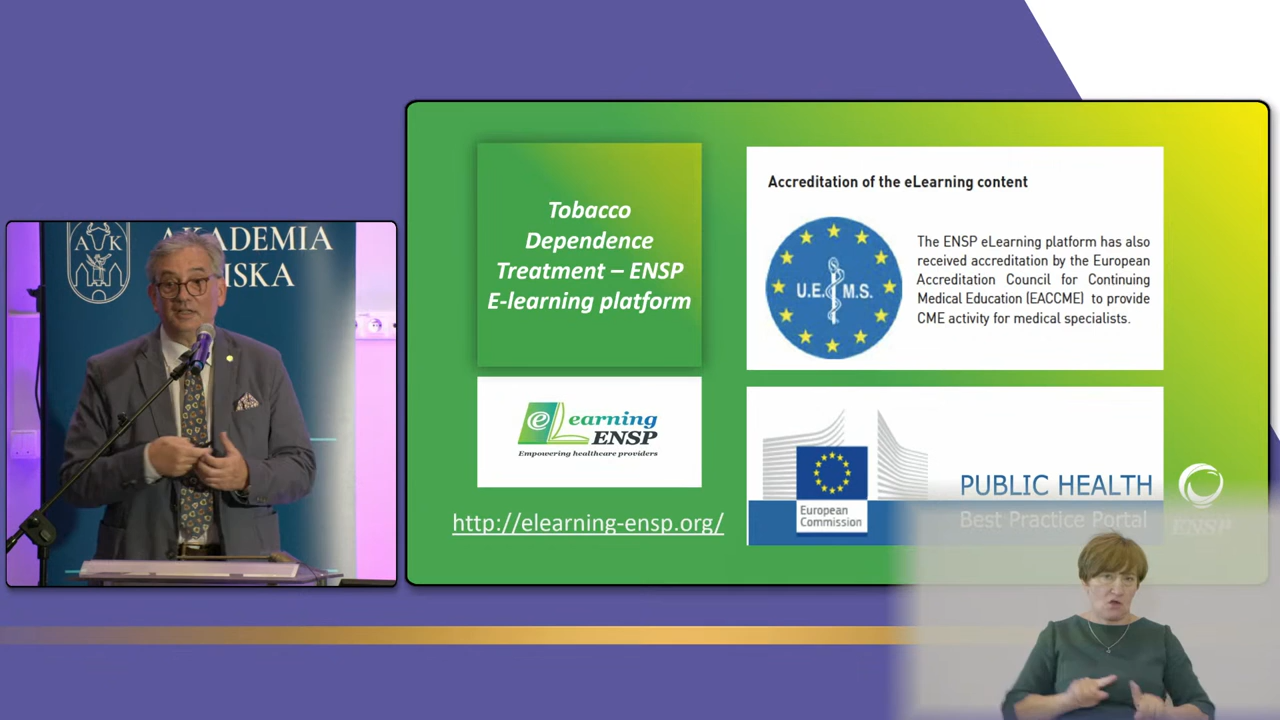 AK
AKADEMIA
Tobacco
Dependence
Treatment – ENSP
E-learning platform
eLearning
ENSP
Empowering healthcare providers
http://elearning-ensp.org/
Accreditation of the eLearning content
U.E.M.S.
The ENSP eLearning platform has also
received accreditation by the European
Accreditation Council for Continuing
Medical Education (EACCME) to provide
CME activity for medical specialists.
European
Commission
PUBLIC HEALTH
Best Practice Portal
ENSP